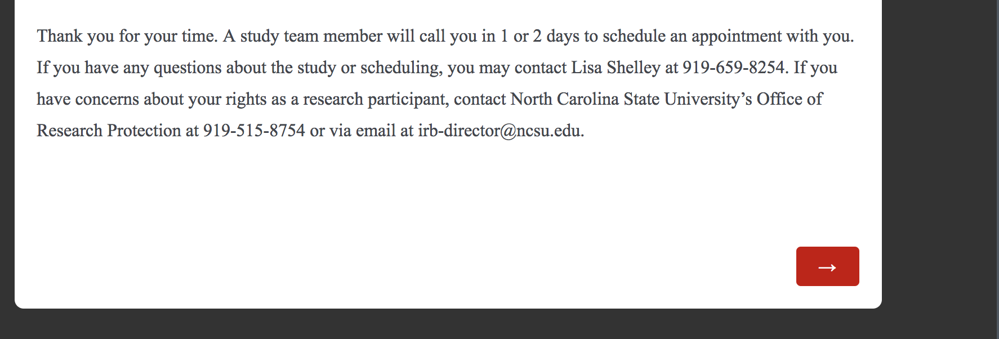 Thank you for your time. A study team member will call you in 1 or 2 days to schedule an appointment with you.
If you have any questions about the study or scheduling, you may contact Lisa Shelley at 919-659-8254. If you
have concerns about your rights as a research participant, contact North Carolina State University’s Office of
Research Protection at 919-515-8754 or via email at irb-director@ncsu.edu.
→